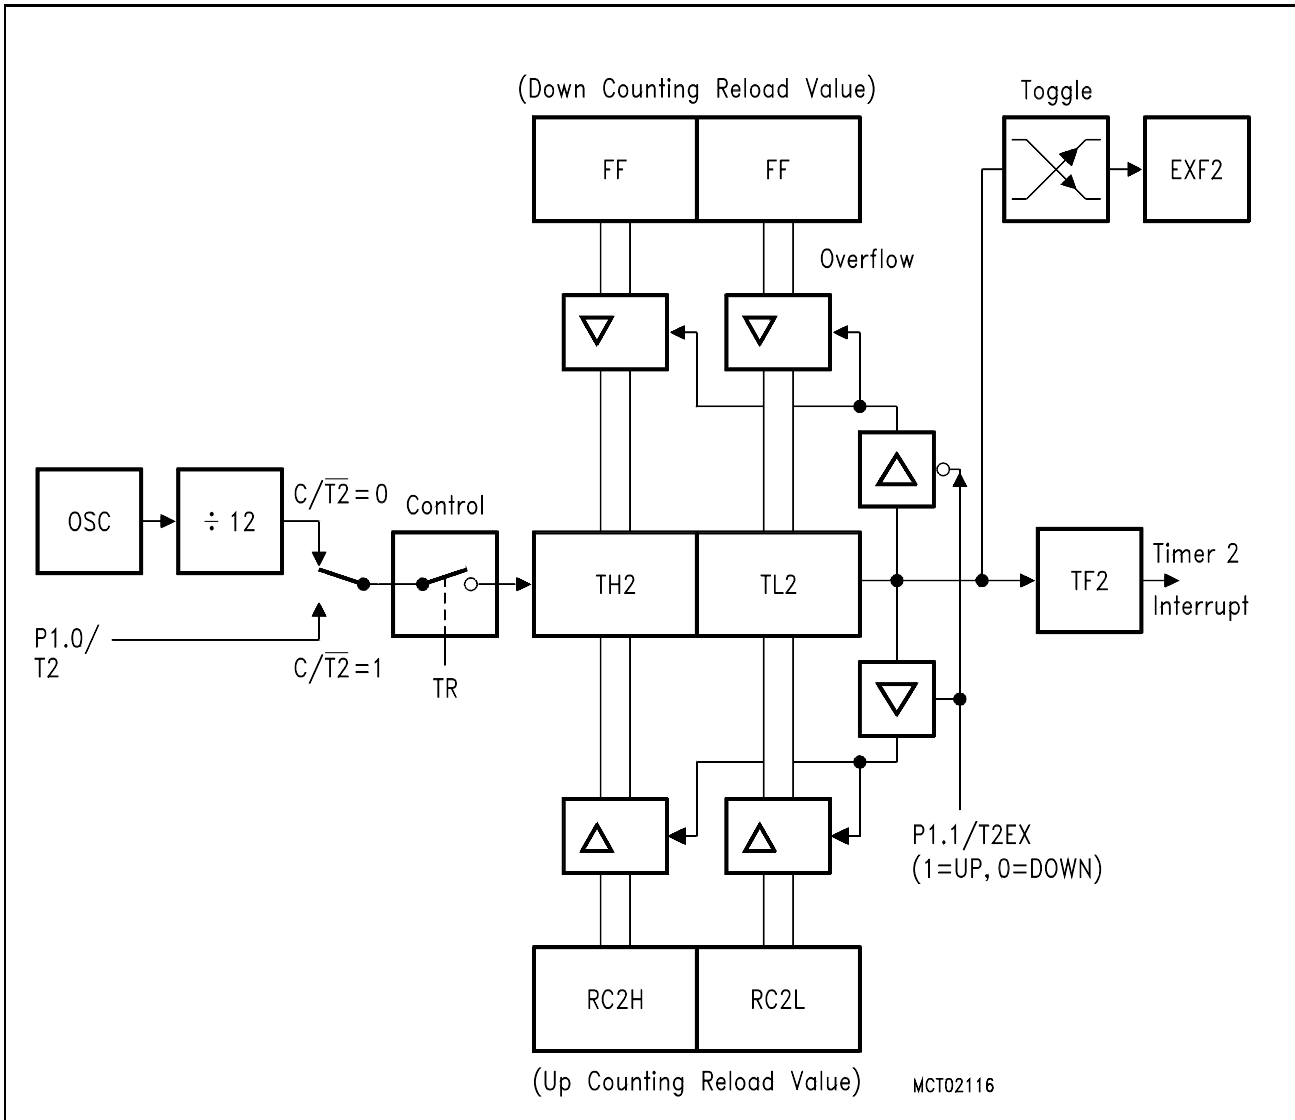 (Down Counting Reload Value)
Toggle
FF
FF
EXF2
Overflow
OSC
÷ 12
C/T2̅=0
Control
TH2
TL2
TF2
Timer 2
Interrupt
P1.0/
T2
C/T2̅=1
TR
P1.1/T2EX
(1=UP, 0=DOWN)
RC2H
RC2L
(Up Counting Reload Value)
MCT02116